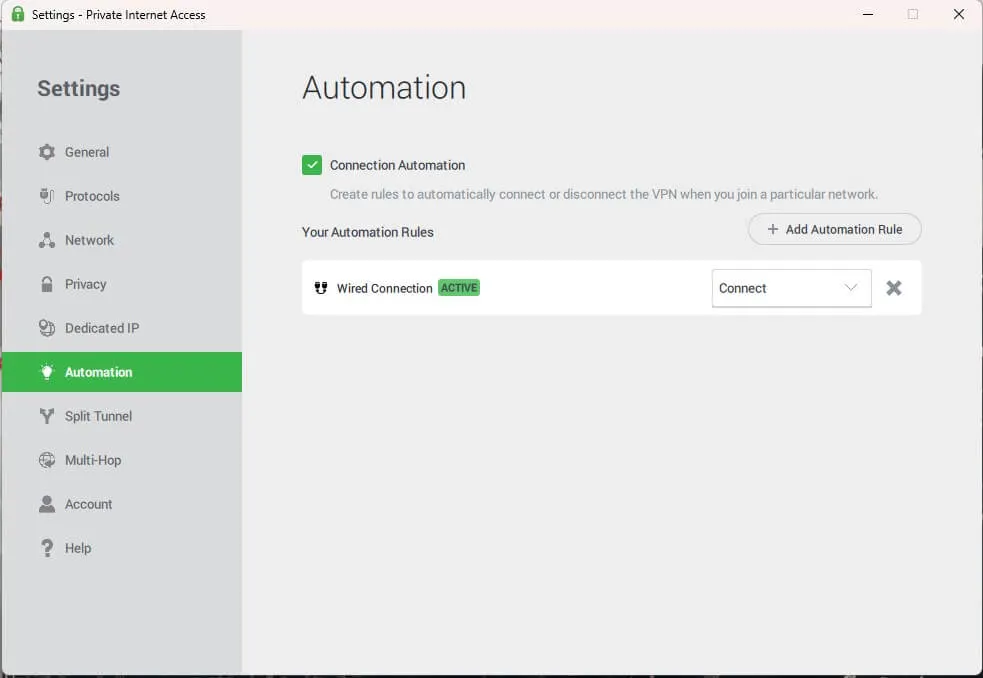 Settings - Private Internet Access
Settings
General
Protocols
Network
Privacy
Dedicated IP
Automation
Split Tunnel
Multi-Hop
Account
Help
Automation
Connection Automation
Create rules to automatically connect or disconnect the VPN when you join a particular network.
Your Automation Rules
Add Automation Rule
Wired Connection ACTIVE
Connect